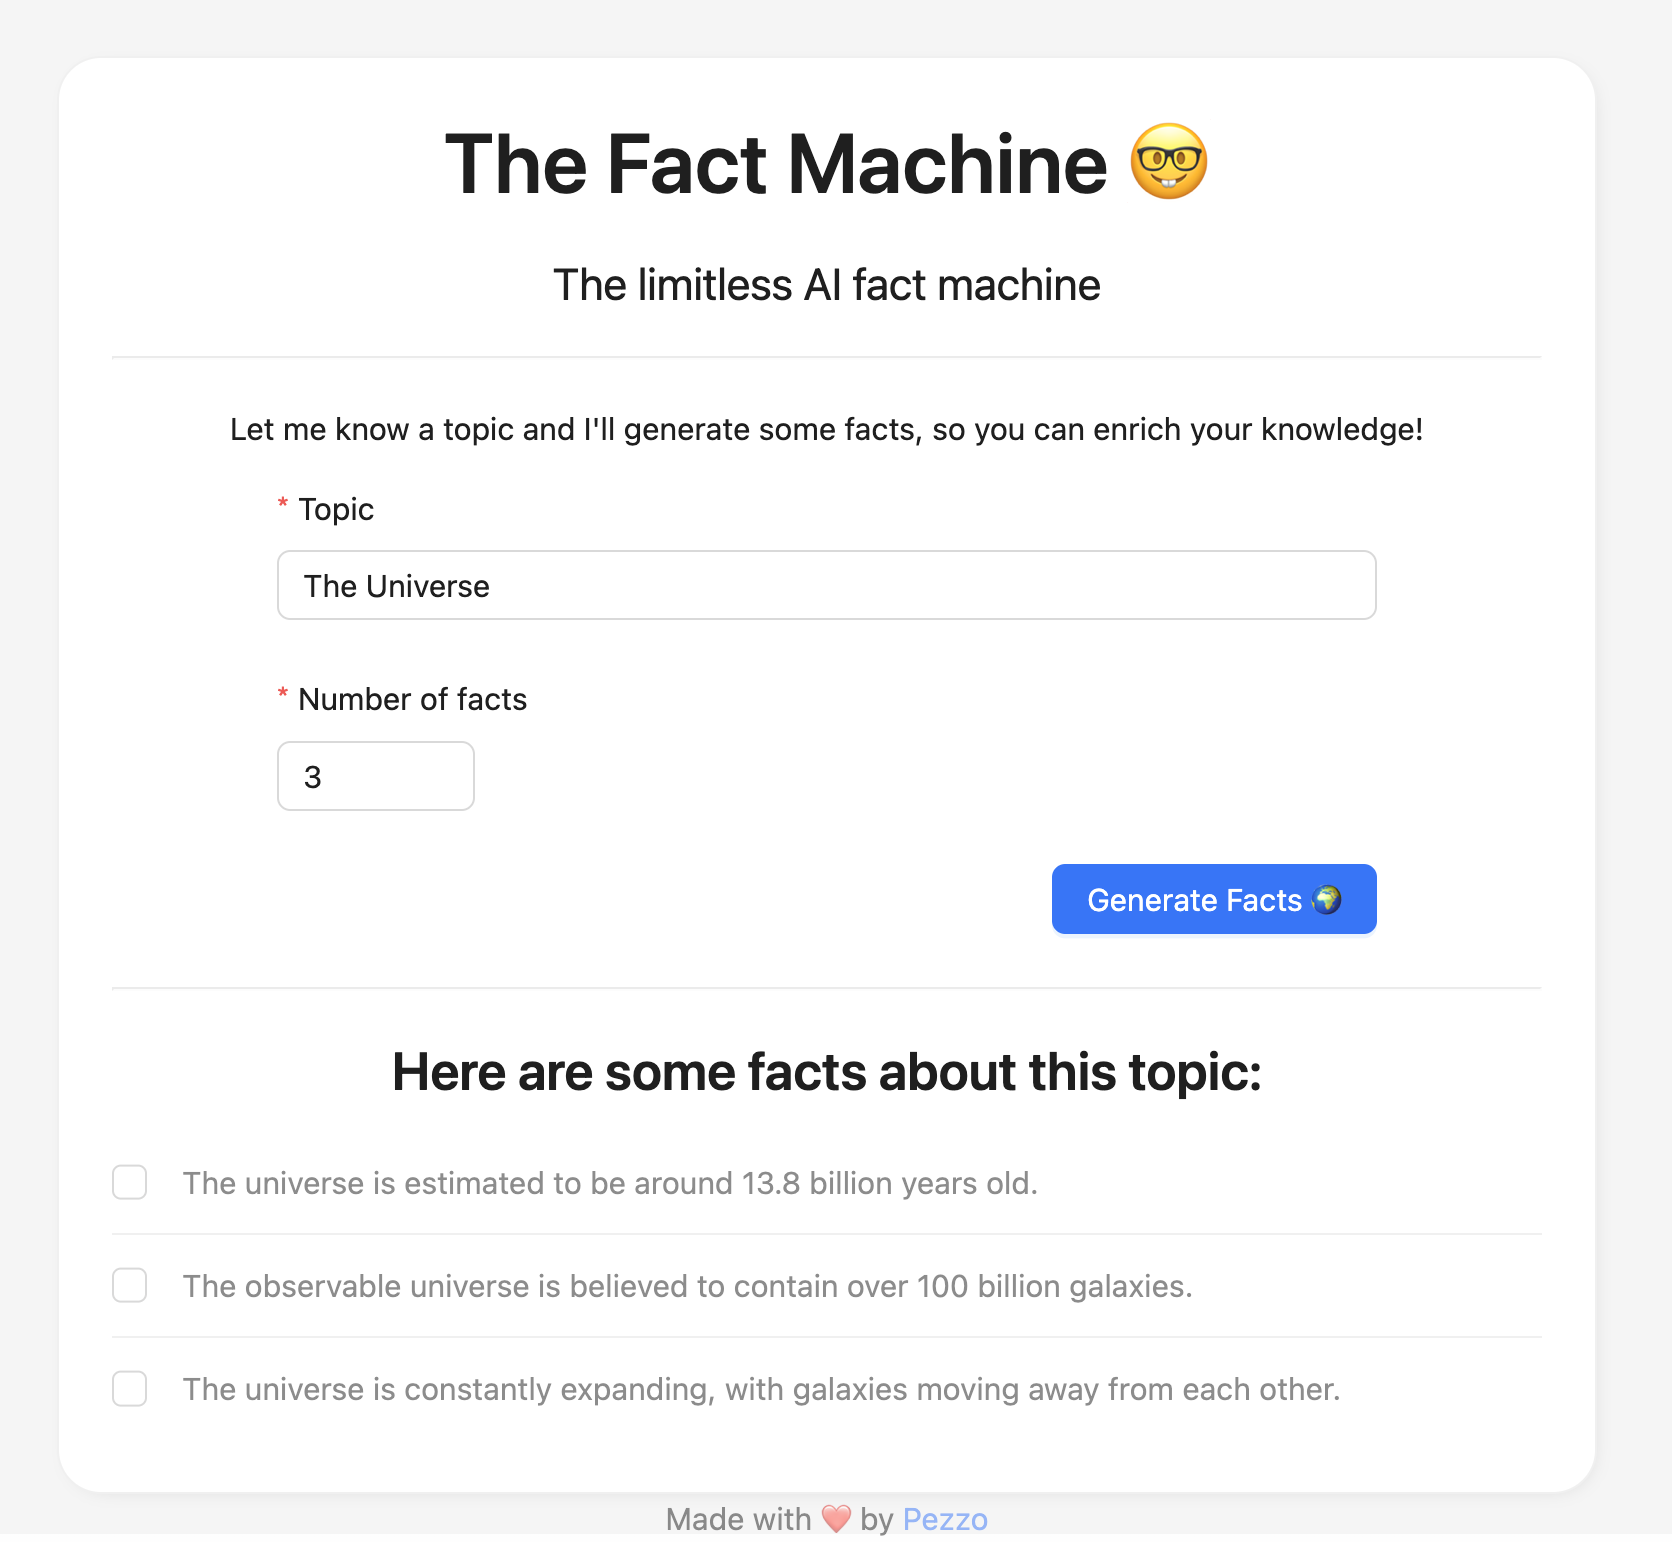 The Fact Machine 🤓
The limitless AI fact machine
Let me know a topic and I'll generate some facts, so you can enrich your knowledge!
* Topic
The Universe
* Number of facts
3
Generate Facts 🌍
Here are some facts about this topic:
The universe is estimated to be around 13.8 billion years old.
The observable universe is believed to contain over 100 billion galaxies.
The universe is constantly expanding, with galaxies moving away from each other.
Made with ❤️ by Pezzo